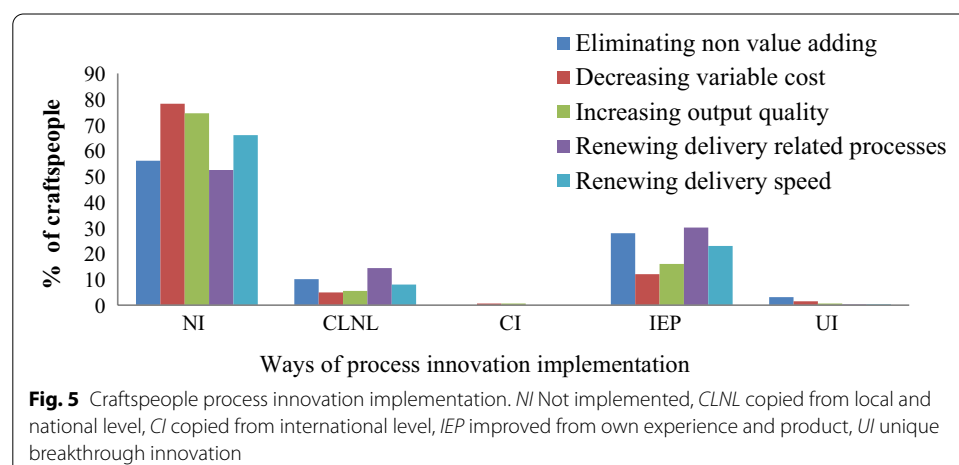 Eliminating non value adding
Decreasing variable cost
Increasing output quality
Renewing delivery related processes
Renewing delivery speed
% of craftspeople
90
80
70
60
50
40
30
20
10
0
NI CLNL CI IEP UI
Ways of process innovation implementation
Fig. 5 Craftspeople process innovation implementation. NI Not implemented, CLNL copied from local and
national level, CI copied from international level, IEP improved from own experience and product, UI unique
breakthrough innovation